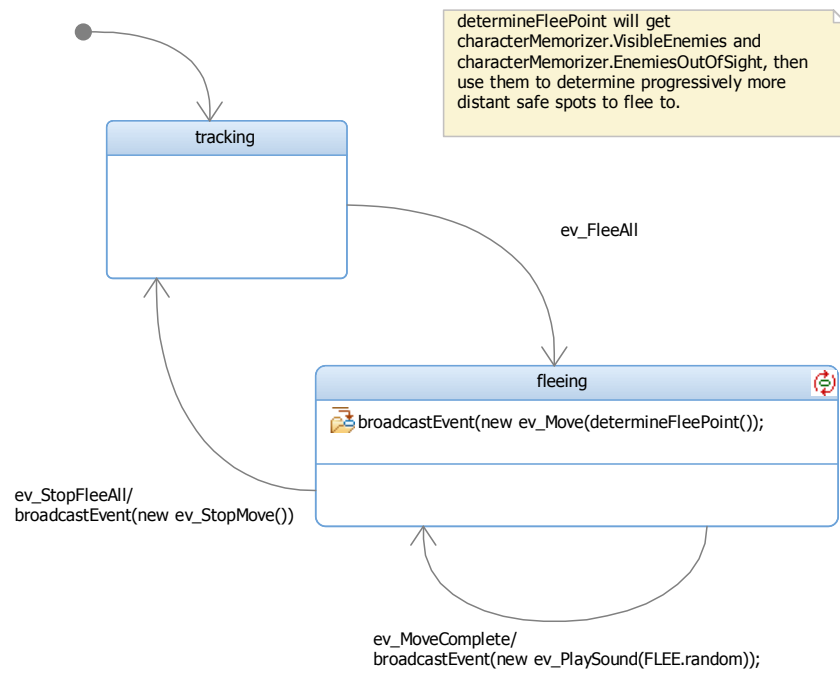 determineFleePoint will get
characterMemorizer.VisibleEnemies and
characterMemorizer.EnemiesOutOfSight, then
use them to determine progressively more
distant safe spots to flee to.
tracking
ev_FleeAll
fleeing
broadcastEvent(new ev_Move(determineFleePoint());
ev_StopFleeAll/
broadcastEvent(new ev_StopMove())
ev_MoveComplete/
broadcastEvent(new ev_PlaySound(FLEE.random));